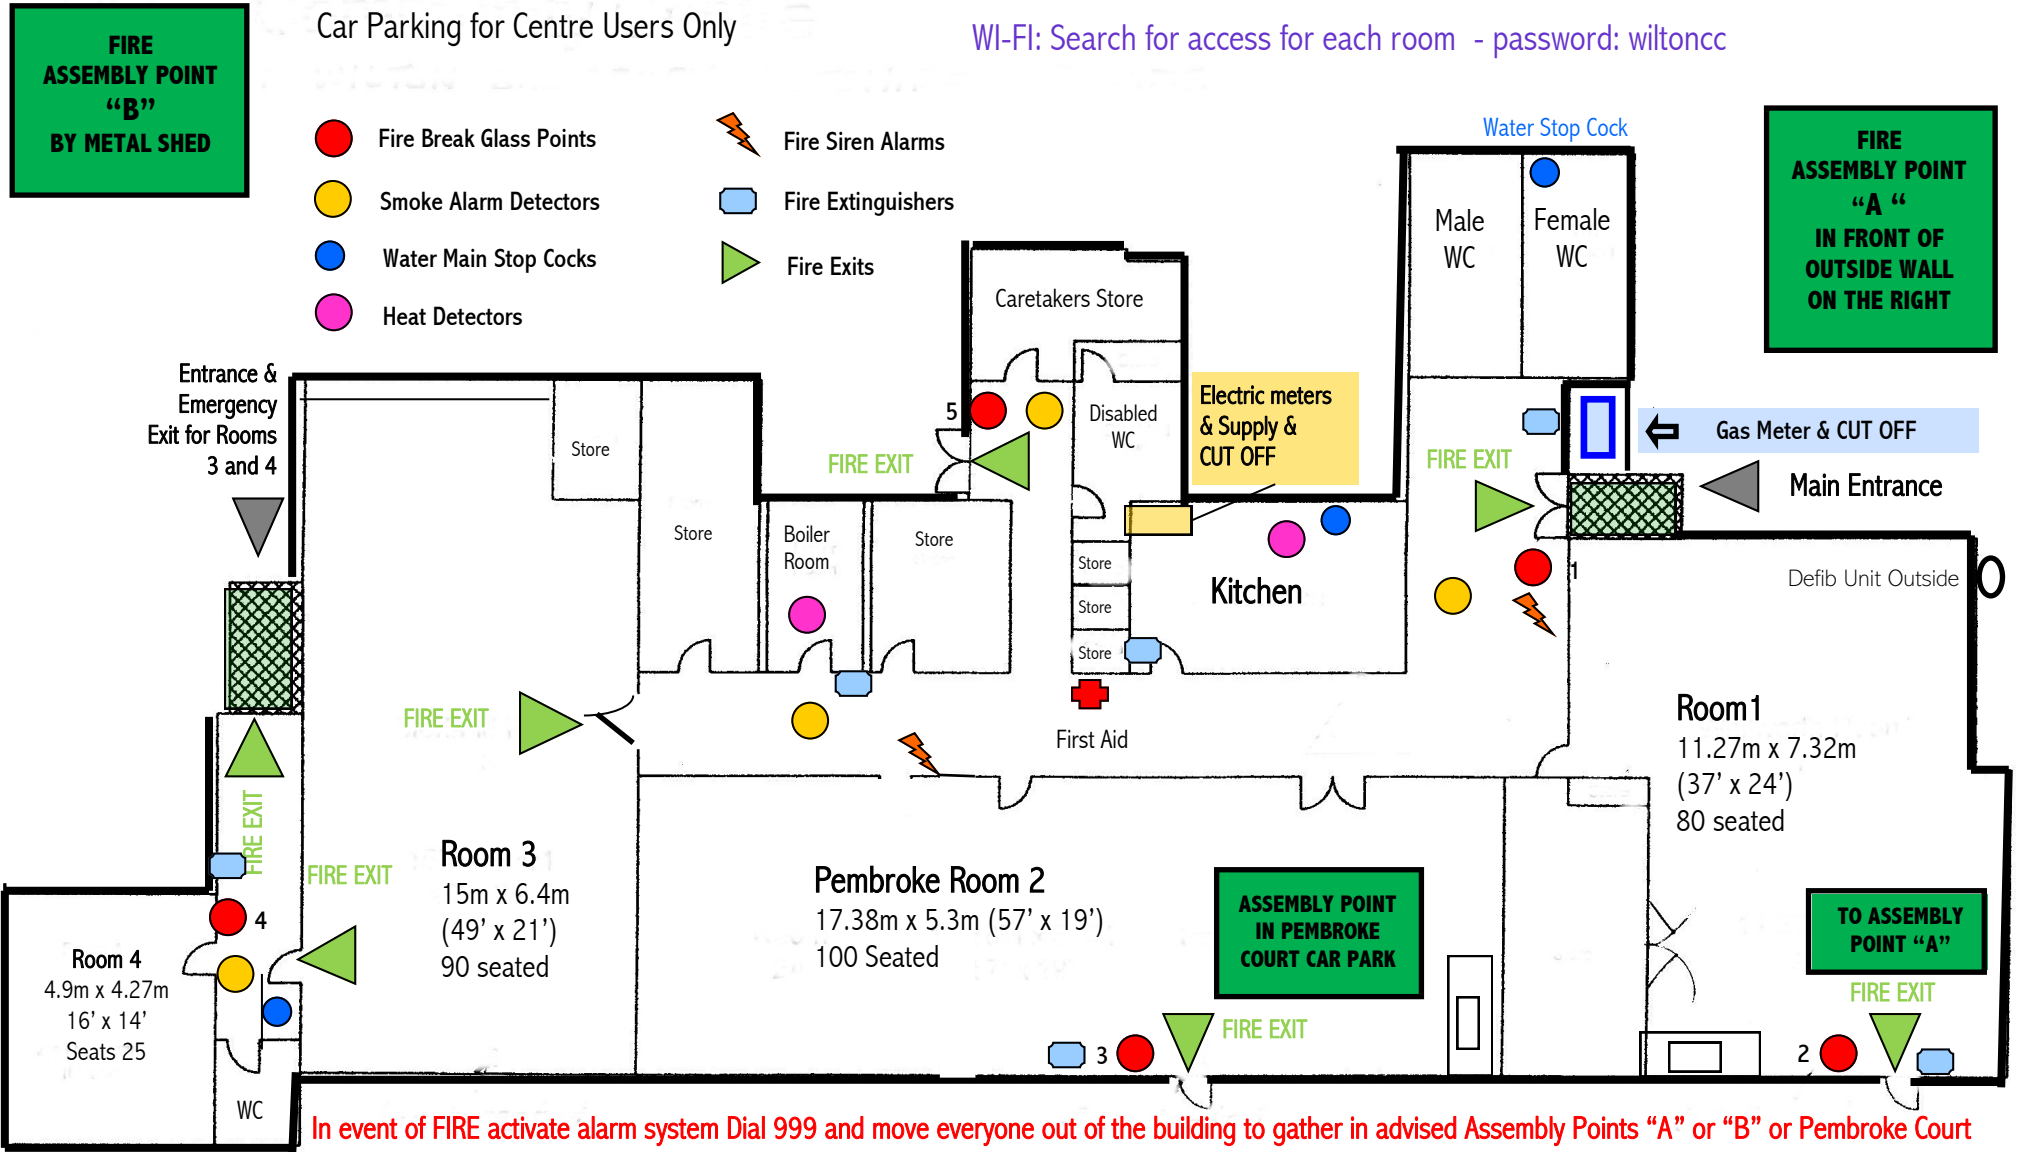 FIRE
ASSEMBLY POINT
“B”
BY METAL SHED
Car Parking for Centre Users Only
WI-FI: Search for access for each room - password: wiltoncc
Fire Break Glass Points
Smoke Alarm Detectors
Water Main Stop Cocks
Heat Detectors
Fire Siren Alarms
Fire Extinguishers
Fire Exits
Water Stop Cock
FIRE
ASSEMBLY POINT
“A “
IN FRONT OF
OUTSIDE WALL
ON THE RIGHT
Male
WC
Female
WC
Caretakers Store
Entrance &
Emergency
Exit for Rooms
3 and 4
Store
5
FIRE EXIT
Disabled
WC
Electric meters
& Supply &
CUT OFF
FIRE EXIT
Gas Meter & CUT OFF
Main Entrance
Store
Boiler
Room
Store
Store
Store
Store
Kitchen
1
Defib Unit Outside
FIRE EXIT
First Aid
Room1
11.27m x 7.32m
(37’ x 24’)
80 seated
FIRE EXIT
FIRE EXIT
4
Room 3
15m x 6.4m
(49’ x 21’)
90 seated
Pembroke Room 2
17.38m x 5.3m (57’ x 19’)
100 Seated
ASSEMBLY POINT
IN PEMBROKE
COURT CAR PARK
TO ASSEMBLY
POINT “A”
FIRE EXIT
Room 4
4.9m x 4.27m
16’ x 14’
Seats 25
3
FIRE EXIT
2
WC
In event of FIRE activate alarm system Dial 999 and move everyone out of the building to gather in advised Assembly Points “A” or “B” or Pembroke Court